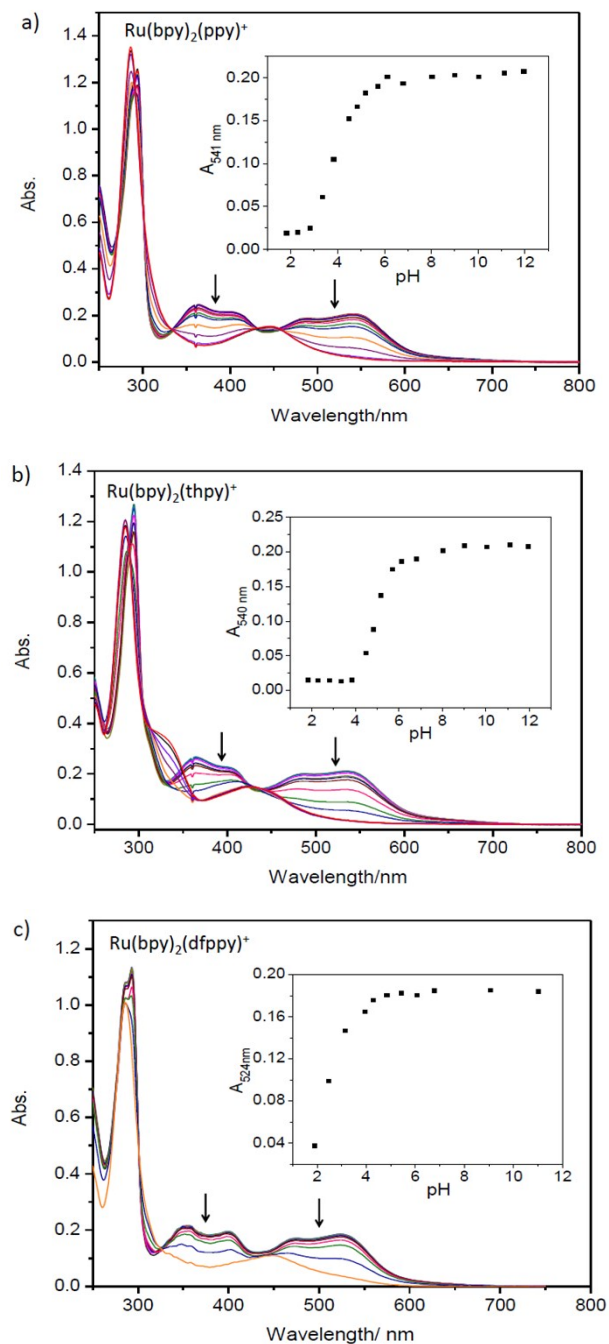 a)
Ru(bpy)₂(ppy)⁺
1.4
1.2
1.0
0.8
0.6
0.4
0.2
0.0
Abs.
300 400 500 600 700 800
Wavelength/nm
0.20
0.15
0.10
0.05
0.00
A541 nm
2 4 6 8 10 12
pH
b)
Ru(bpy)₂(thpy)⁺
1.4
1.2
1.0
0.8
0.6
0.4
0.2
0.0
Abs.
300 400 500 600 700 800
Wavelength/nm
0.25
0.20
0.15
0.10
0.05
0.00
A540 nm
2 4 6 8 10 12
pH
c)
Ru(bpy)₂(dfppy)⁺
1.2
1.0
0.8
0.6
0.4
0.2
0.0
Abs.
300 400 500 600 700 800
Wavelength/ nm
0.20
0.16
0.12
0.08
0.04
A524nm
2 4 6 8 10 12
pH